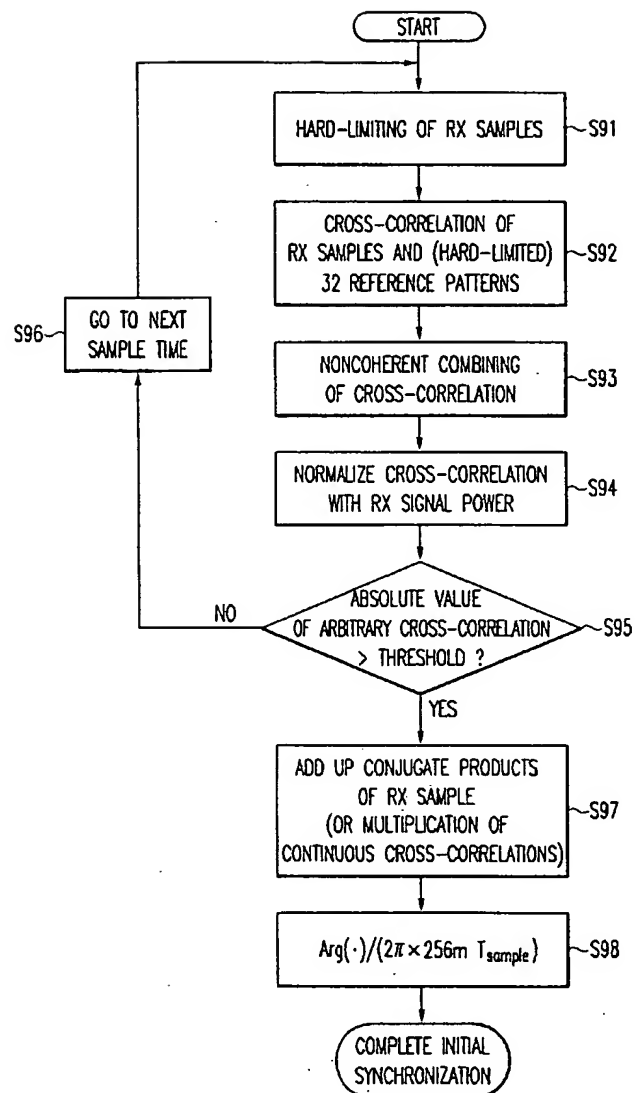 START
HARD-LIMITING OF RX SAMPLES
S91
CROSS-CORRELATION OF
RX SAMPLES AND (HARD-LIMITED)
32 REFERENCE PATTERNS
S92
S96
GO TO NEXT
SAMPLE TIME
NONCOHERENT COMBINING
OF CROSS-CORRELATION
S93
NORMALIZE CROSS-CORRELATION
WITH RX SIGNAL POWER
S94
NO
ABSOLUTE VALUE
OF ARBITRARY CROSS-CORRELATION
> THRESHOLD ?
S95
YES
ADD UP CONJUGATE PRODUCTS
OF RX SAMPLE
(OR MULTIPLICATION OF
CONTINUOUS CROSS-CORRELATIONS)
S97
Arg(·)/(2π×256m T_sample)
S98
COMPLETE INITIAL
SYNCHRONIZATION